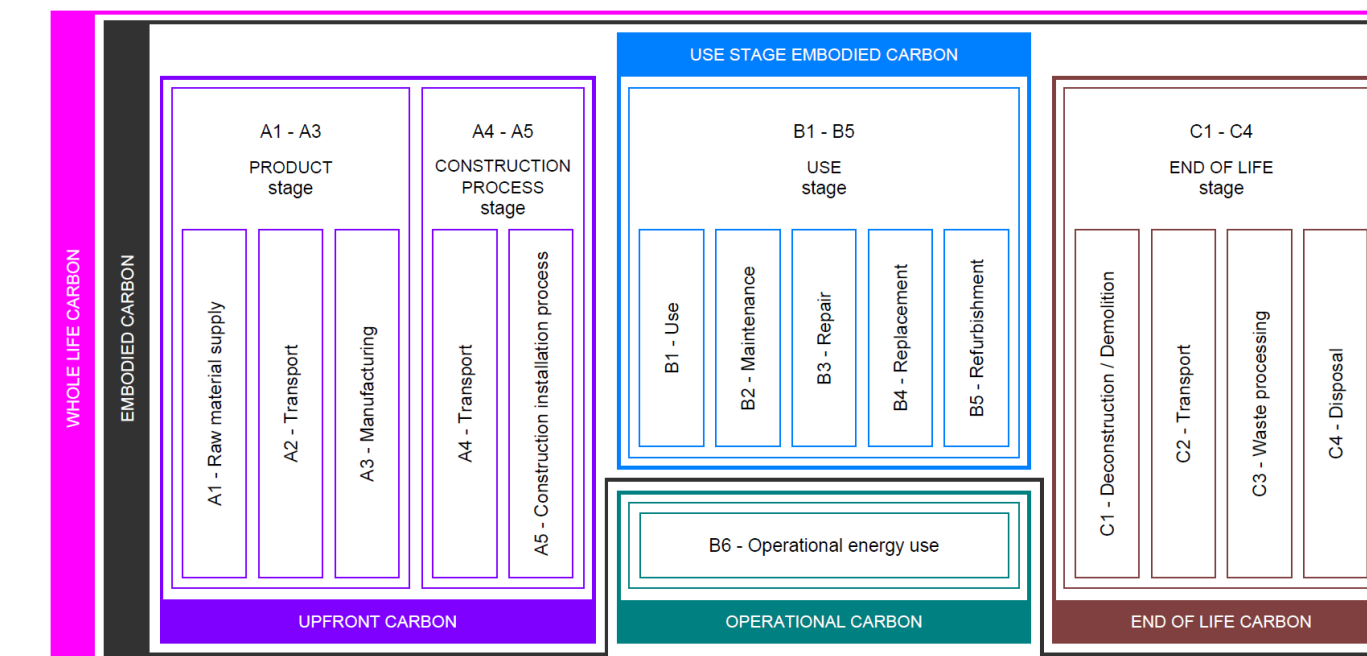 WHOLE LIFE CARBON
EMBODIED CARBON
A1 - A3
PRODUCT
stage
A1 - Raw material supply
A2 - Transport
A3 - Manufacturing
A4 - A5
CONSTRUCTION
PROCESS
stage
A4 - Transport
A5 - Construction installation process
UPFRONT CARBON
USE STAGE EMBODIED CARBON
B1 - B5
USE
stage
B1 - Use
B2 - Maintenance
B3 - Repair
B4 - Replacement
B5 - Refurbishment
B6 - Operational energy use
OPERATIONAL CARBON
C1 - C4
END OF LIFE
stage
C1 - Deconstruction / Demolition
C2 - Transport
C3 - Waste processing
C4 - Disposal
END OF LIFE CARBON